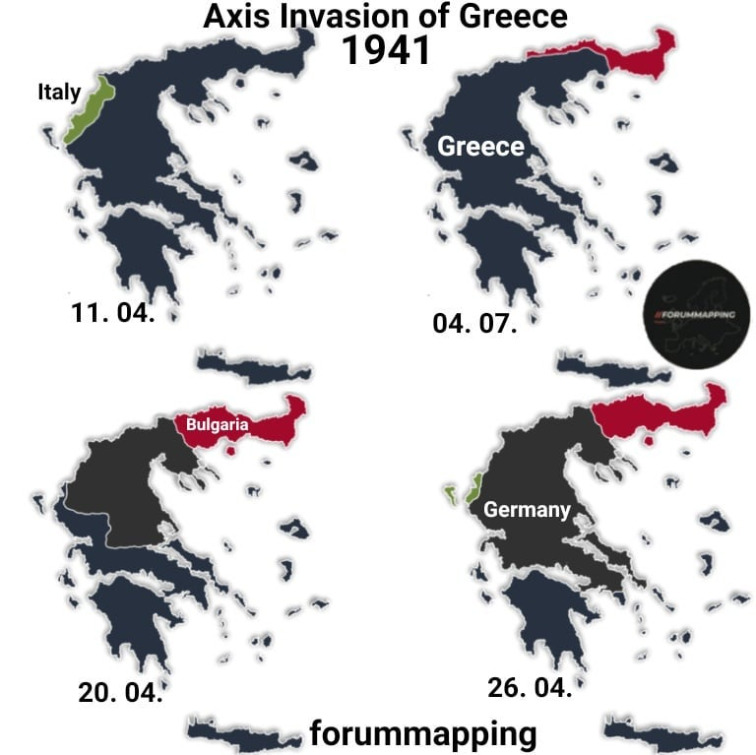 Axis Invasion of Greece
1941
Italy
Greece
11. 04.
04. 07.
//FORUMMAPPING
Bulgaria
Germany
20. 04.
26. 04.
forummapping